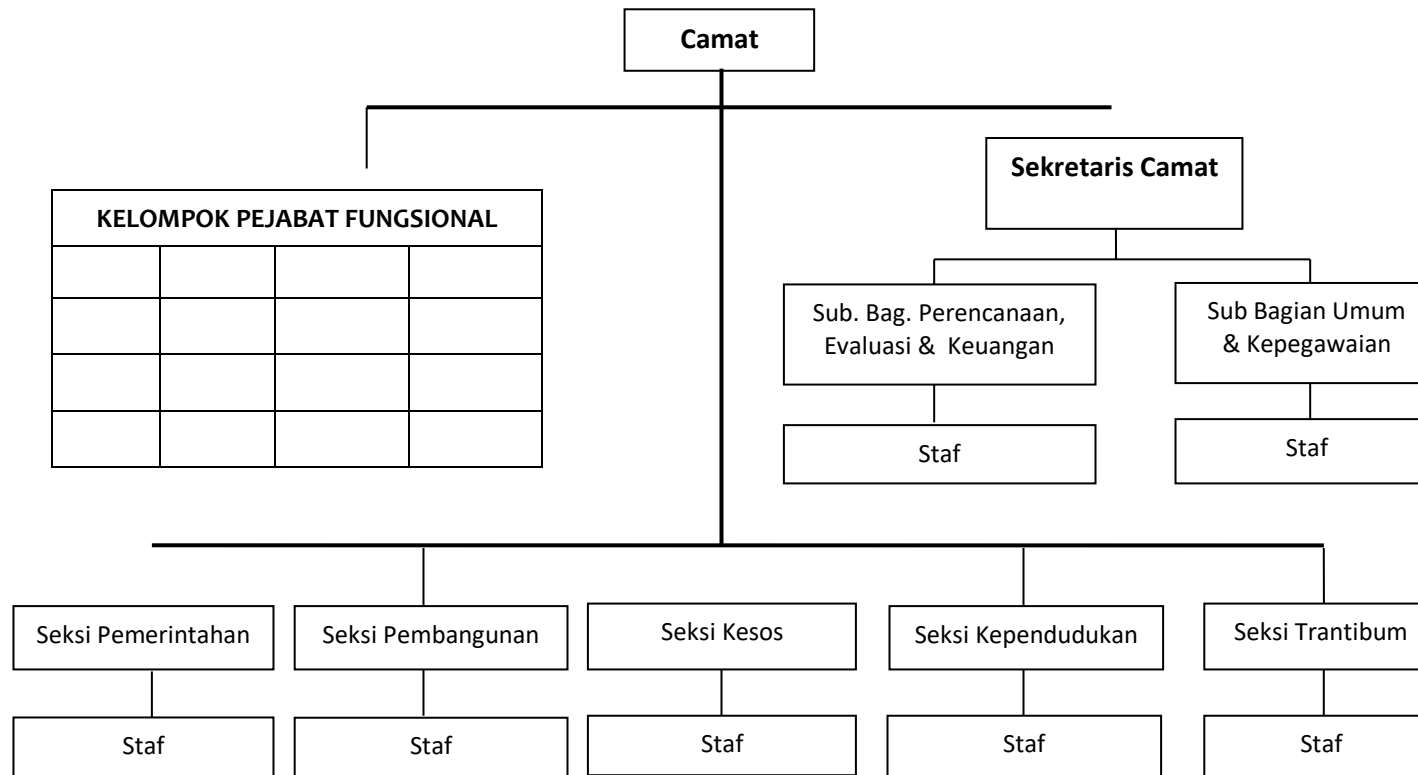 Camat
Sekretaris Camat
KELOMPOK PEJABAT FUNGSIONAL
Sub. Bag. Perencanaan,
Evaluasi & Keuangan
Sub Bagian Umum
& Kepegawaian
Staf
Staf
Seksi Pemerintahan
Seksi Pembangunan
Seksi Kesos
Seksi Kependudukan
Seksi Trantibum
Staf
Staf
Staf
Staf
Staf